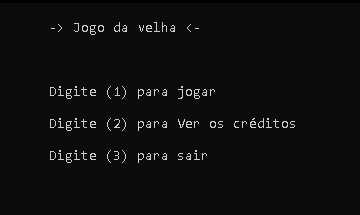 -> Jogo da velha <-
Digite (1) para jogar
Digite (2) para Ver os créditos
Digite (3) para sair